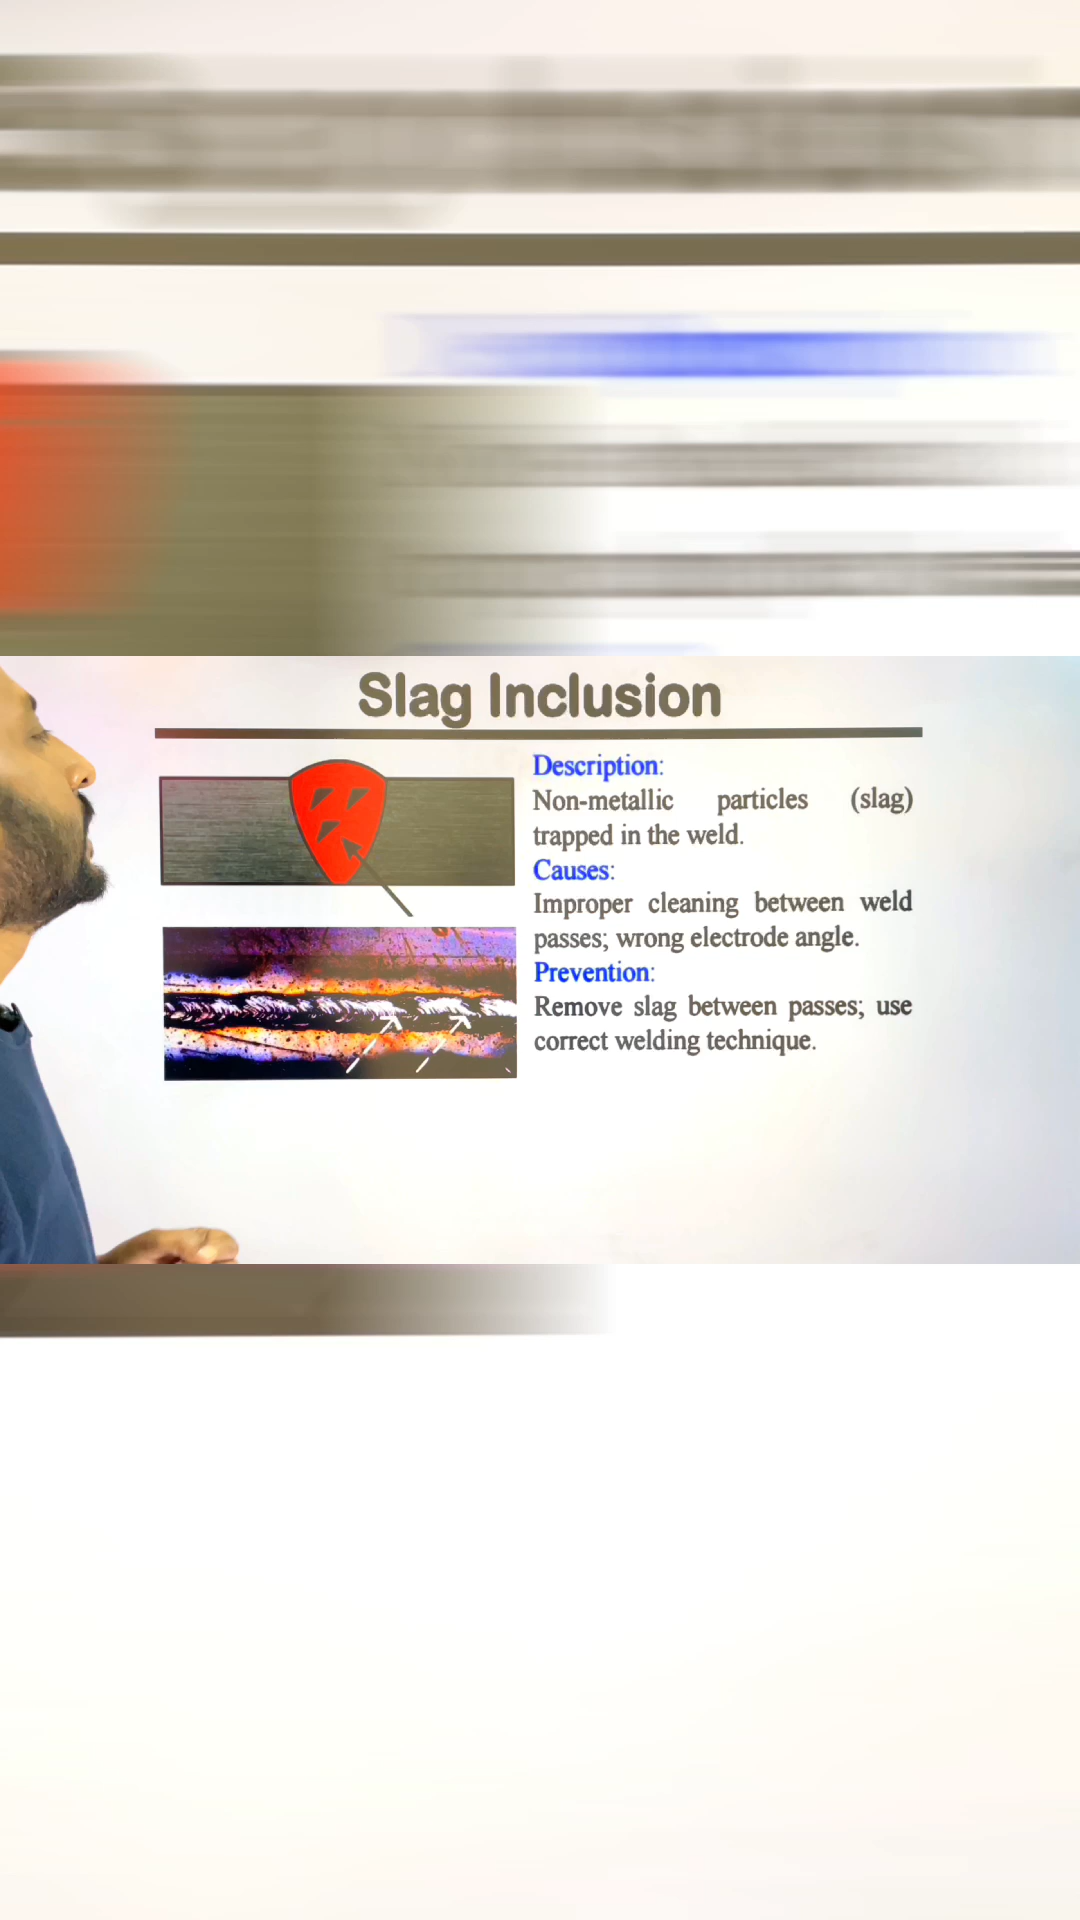 Slag Inclusion
Description:
Non-metallic particles (slag)
trapped in the weld.
Causes:
Improper cleaning between weld
passes; wrong electrode angle.
Prevention:
Remove slag between passes; use
correct welding technique.